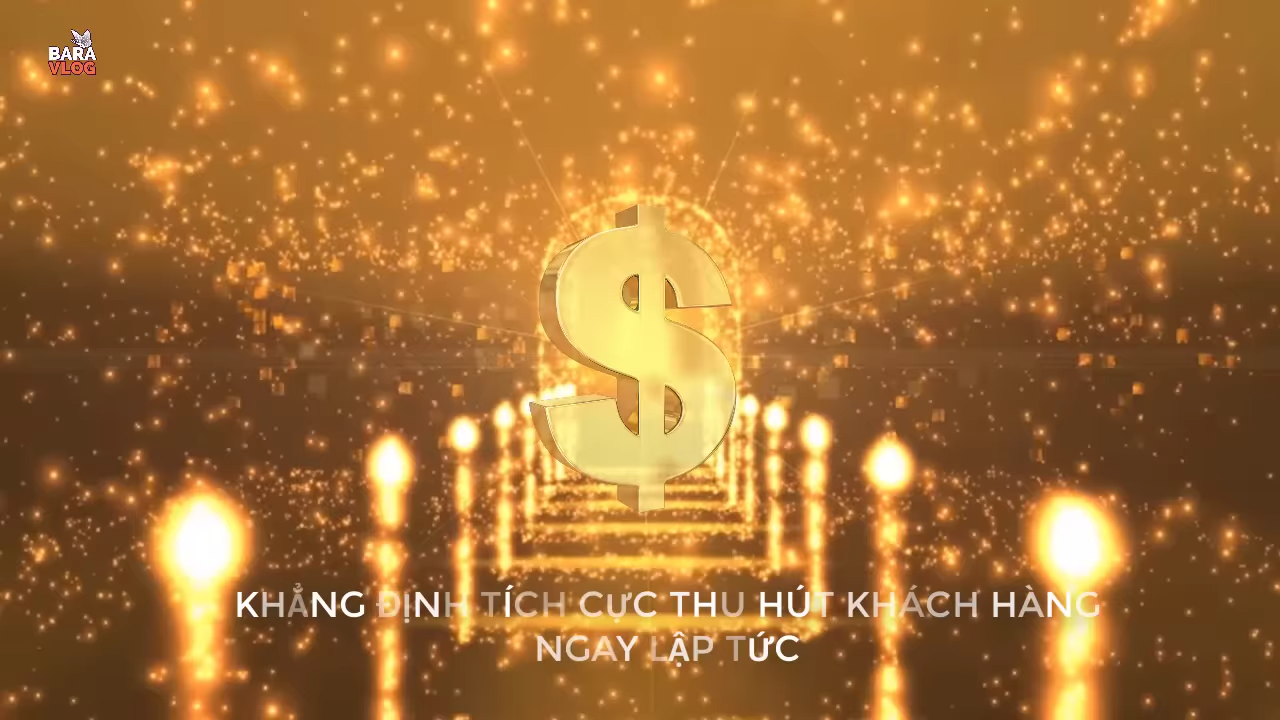 BARA
VLOG
KHẲNG ĐỊNH TÍCH CỰC THU HÚT KHÁCH HÀNG
NGAY LẬP TỨC